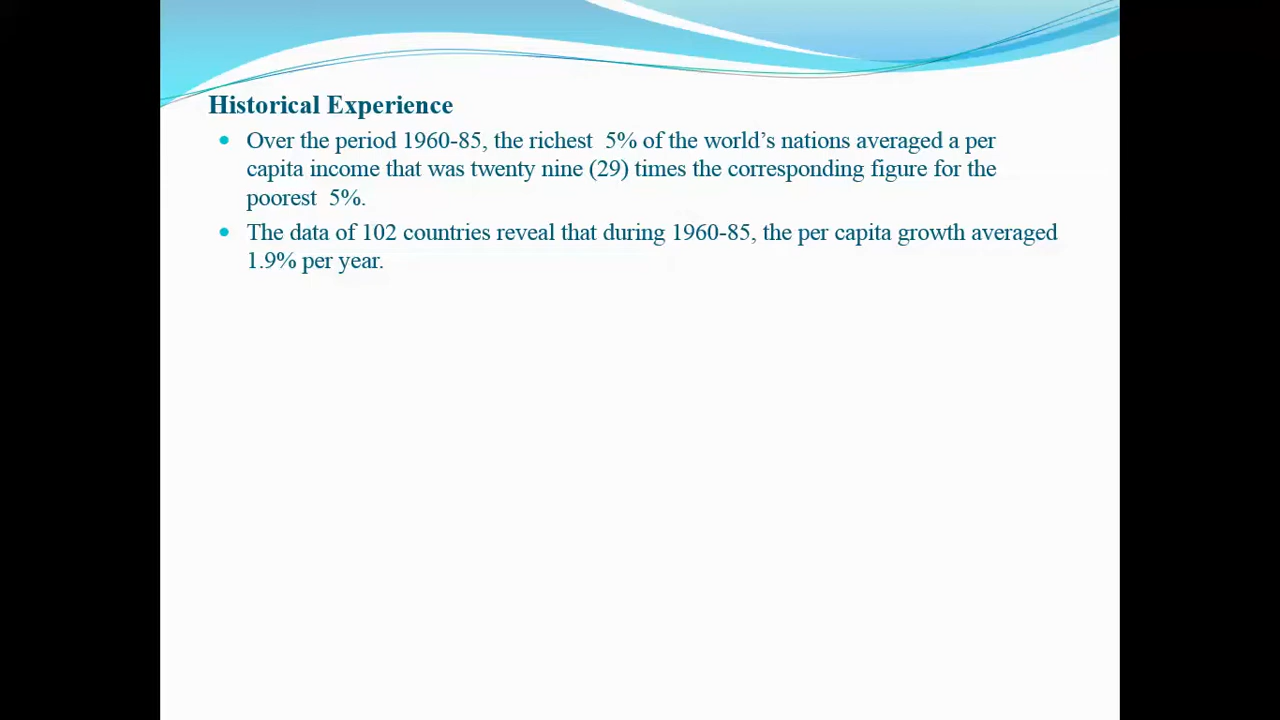 Historical Experience
• Over the period 1960-85, the richest 5% of the world’s nations averaged a per
capita income that was twenty nine (29) times the corresponding figure for the
poorest 5%.
• The data of 102 countries reveal that during 1960-85, the per capita growth averaged
1.9% per year.